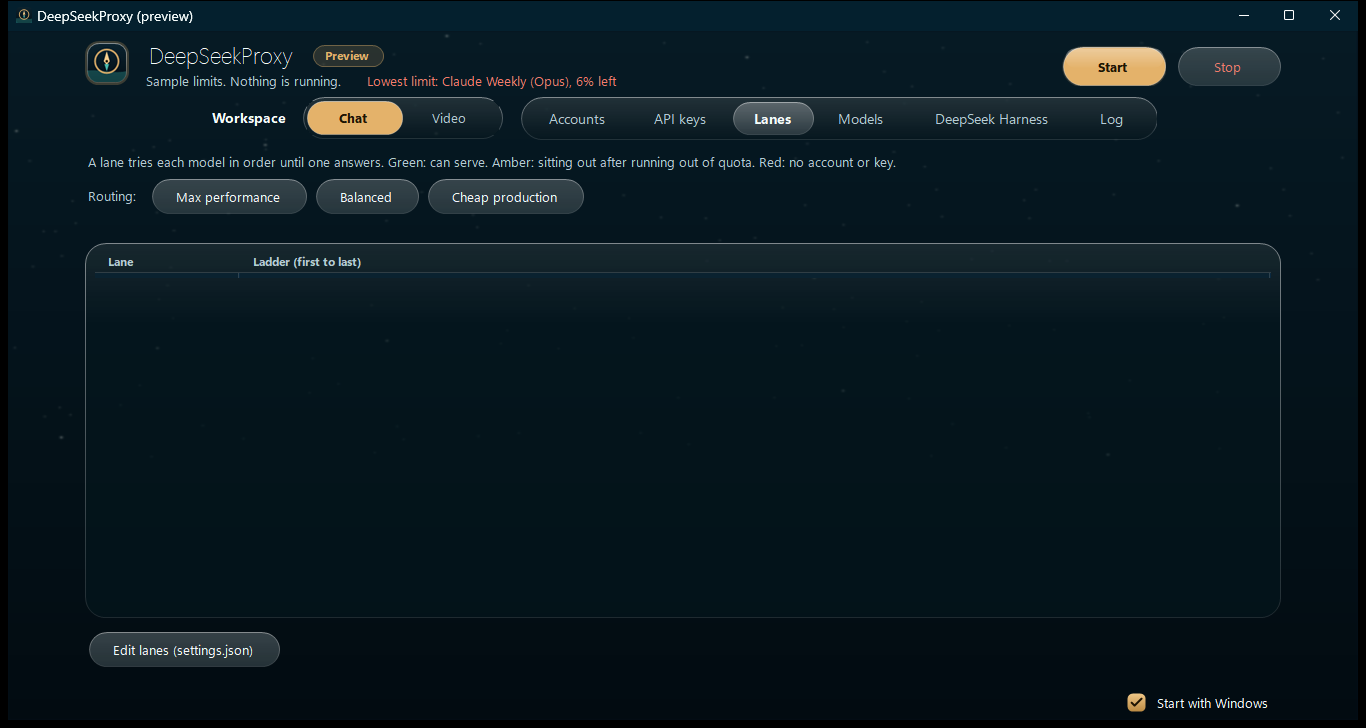 DeepSeekProxy (preview)
DeepSeekProxy Preview
Start Stop
Sample limits. Nothing is running. Lowest limit: Claude Weekly (Opus), 6% left
Workspace Chat Video Accounts API keys Lanes Models DeepSeek Harness Log
A lane tries each model in order until one answers. Green: can serve. Amber: sitting out after running out of quota. Red: no account or key.
Routing: Max performance Balanced Cheap production
Lane Ladder (first to last)
Edit lanes (settings.json)
Start with Windows